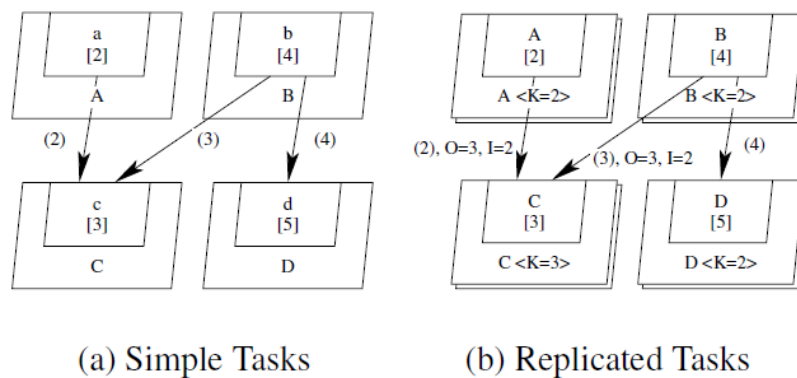 a
[2]
A
b
[4]
B
(2)
(3)
(4)
c
[3]
C
d
[5]
D
(a) Simple Tasks
A
[2]
A <K=2>
B
[4]
B <K=2>
(2), O=3, I=2
(3), O=3, I=2
(4)
C
[3]
C <K=3>
D
[5]
D <K=2>
(b) Replicated Tasks